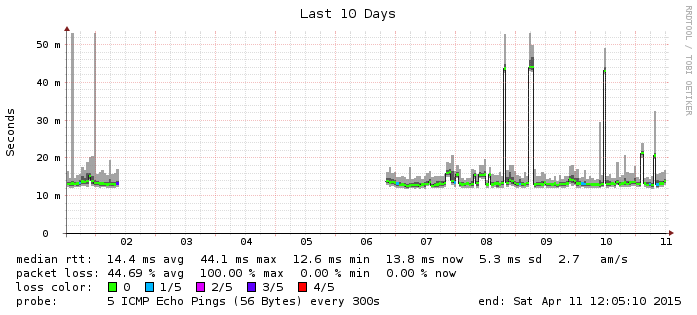 Last 10 Days
RRDTOOL / TOBI OETIKER
Seconds
50 m
40 m
30 m
20 m
10 m
0
02 03 04 05 06 07 08 09 10 11
median rtt: 14.4 ms avg 44.1 ms max 12.6 ms min 13.8 ms now 5.3 ms sd 2.7 am/s
packet loss: 44.69 % avg 100.00 % max 0.00 % min 0.00 % now
loss color: 0 1/5 2/5 3/5 4/5
probe: 5 ICMP Echo Pings (56 Bytes) every 300s end: Sat Apr 11 12:05:10 2015